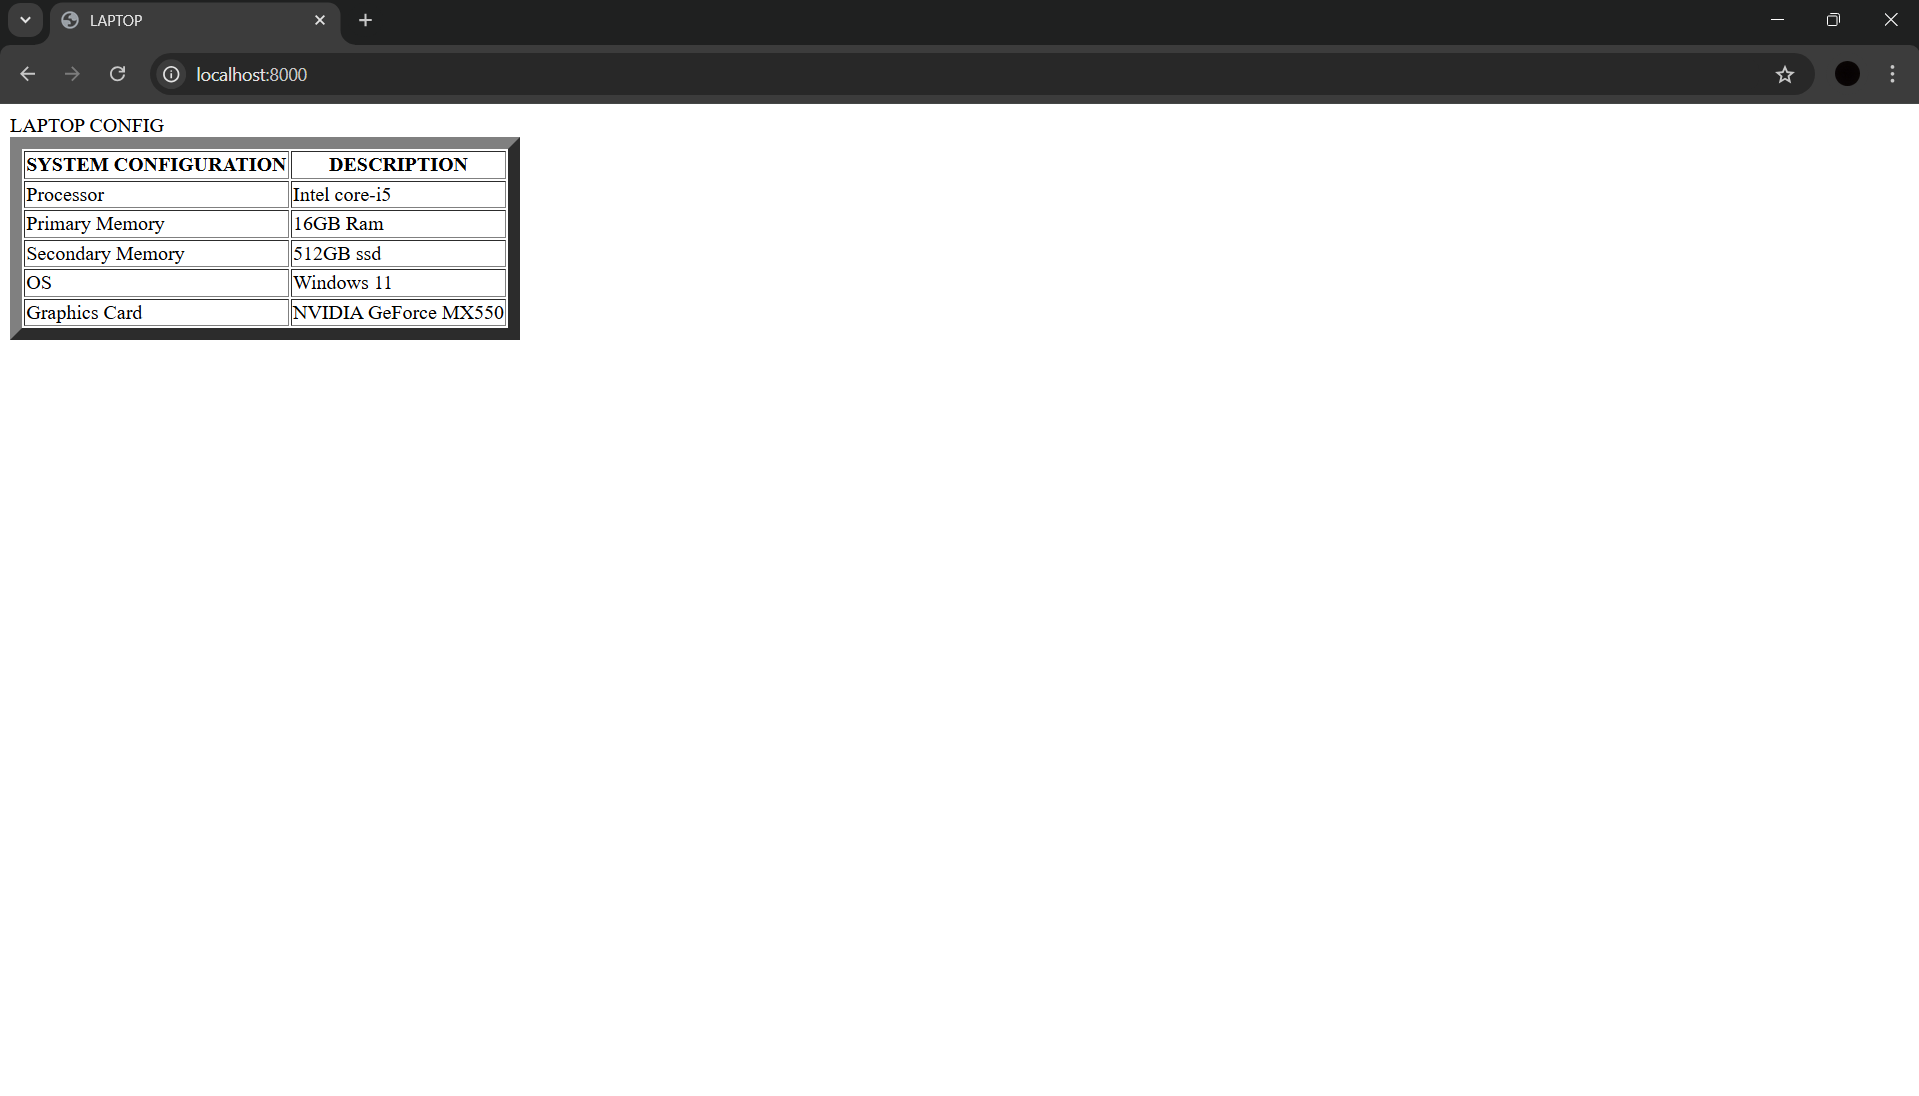 LAPTOP
localhost:8000
LAPTOP CONFIG
SYSTEM CONFIGURATION DESCRIPTION
Processor Intel core-i5
Primary Memory 16GB Ram
Secondary Memory 512GB ssd
OS Windows 11
Graphics Card NVIDIA GeForce MX550